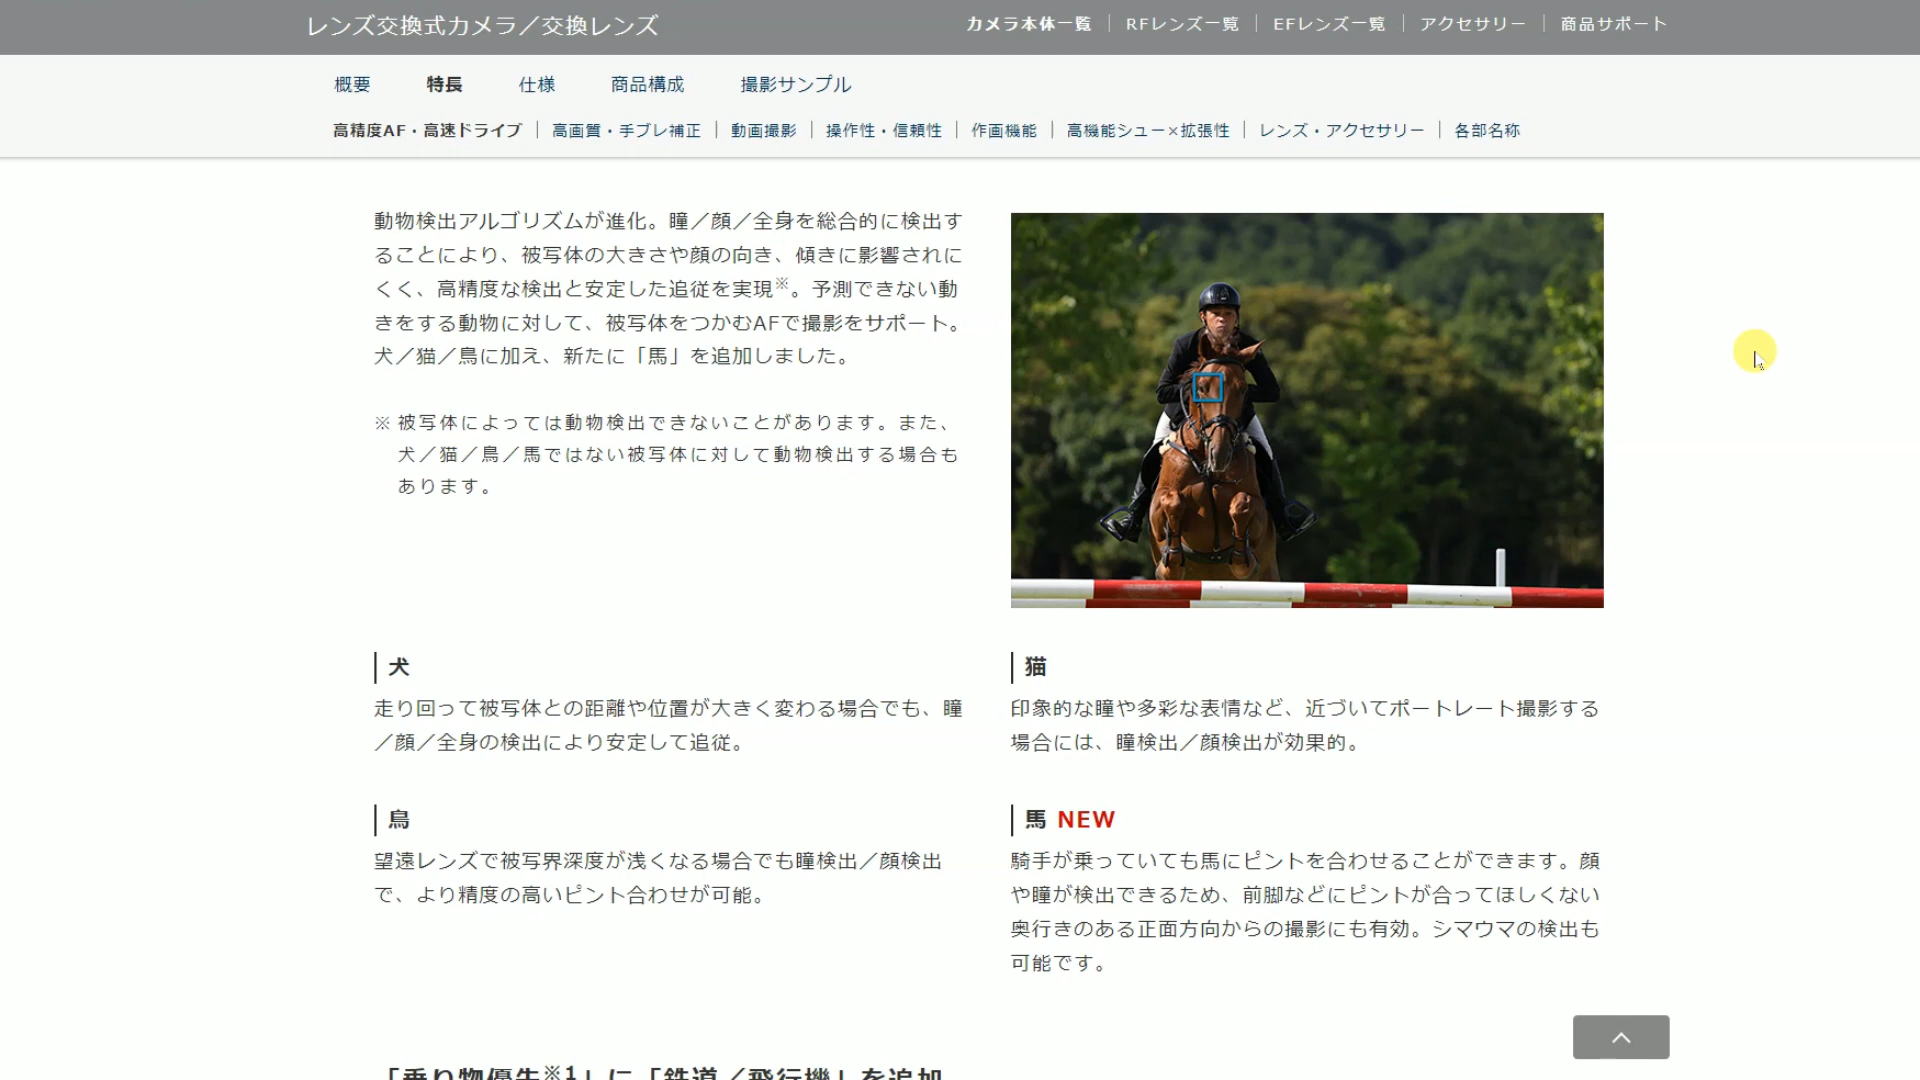 レンズ交換式カメラ／交換レンズ
カメラ本体一覧 RFレンズ一覧 EFレンズ一覧 アクセサリー 商品サポート
概要 特長 仕様 商品構成 撮影サンプル
高精度AF・高速ドライブ 高画質・手ブレ補正 動画撮影 操作性・信頼性 作画機能 高機能シュー×拡張性 レンズ・アクセサリー 各部名称
動物検出アルゴリズムが進化。瞳／顔／全身を総合的に検出す
ることにより、被写体の大きさや顔の向き、傾きに影響されに
くく、高精度な検出と安定した追従を実現※。予測できない動
きをする動物に対して、被写体をつかむAFで撮影をサポート。
犬／猫／鳥に加え、新たに「馬」を追加しました。
※ 被写体によっては動物検出できないことがあります。また、
犬／猫／鳥／馬ではない被写体に対して動物検出する場合も
あります。
犬
走り回って被写体との距離や位置が大きく変わる場合でも、瞳
／顔／全身の検出により安定して追従。
猫
印象的な瞳や多彩な表情など、近づいてポートレート撮影する
場合には、瞳検出／顔検出が効果的。
鳥
望遠レンズで被写界深度が浅くなる場合でも瞳検出／顔検出
で、より精度の高いピント合わせが可能。
馬 NEW
騎手が乗っていても馬にピントを合わせることができます。顔
や瞳が検出できるため、前脚などにピントが合ってほしくない
奥行きのある正面方向からの撮影にも有効。シマウマの検出も
可能です。
「乗り物優先※1」に「鉄道／飛行機」を追加